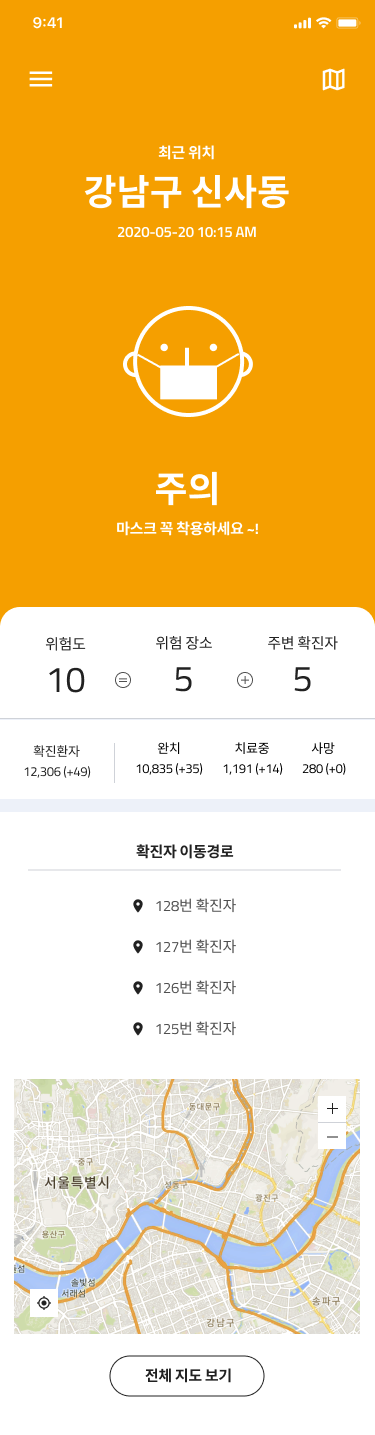 9:41
최근 위치
강남구 신사동
2020-05-20 10:15 AM
주의
마스크 꼭 착용하세요 ~!
위험도 위험 장소 주변 확진자
10 = 5 + 5
확진환자 완치 치료중 사망
12,306 (+49) 10,835 (+35) 1,191 (+14) 280 (+0)
확진자 이동경로
128번 확진자
127번 확진자
126번 확진자
125번 확진자
동대문구
중구
서울특별시
성동구
광진구
용산구
솔빛섬
서래섬
송파구
강남구
전체 지도 보기